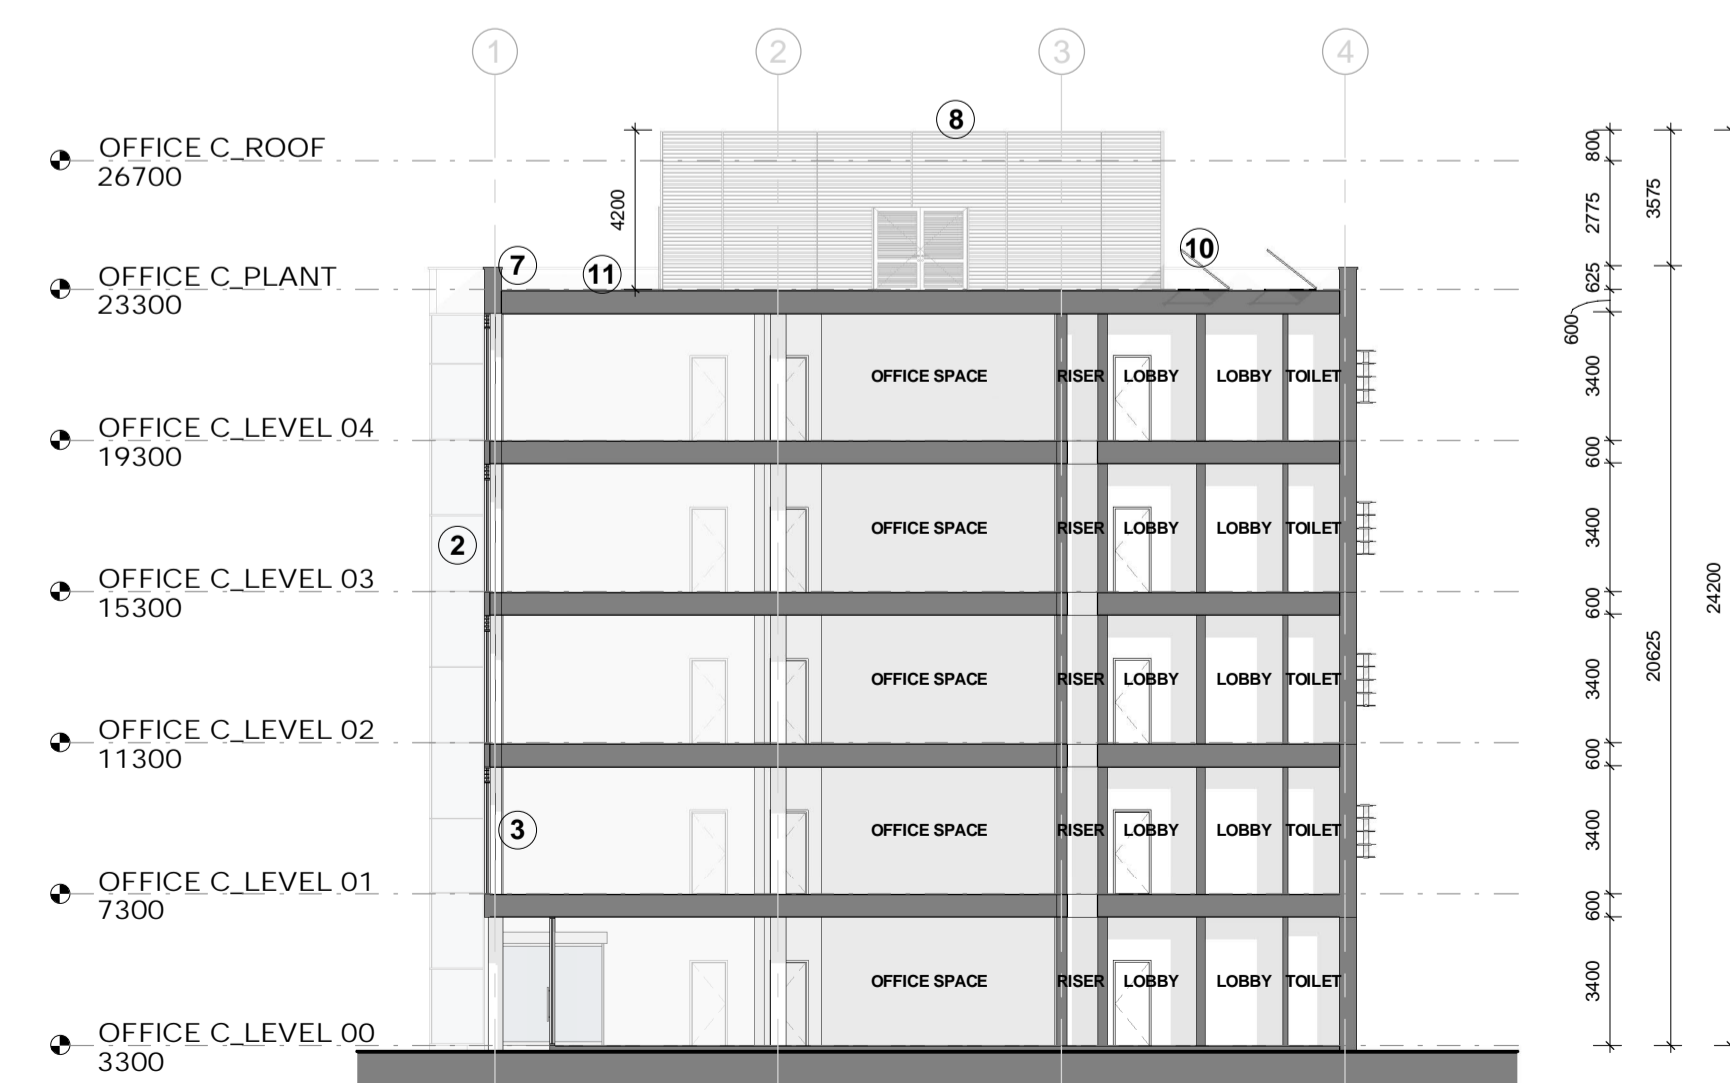 1 2 3 4
8
OFFICE C_ROOF
26700
800
4200
2775
3575
7
11
10
OFFICE C_PLANT
23300
625
600
OFFICE SPACE RISER LOBBY LOBBY TOILET
3400
OFFICE C_LEVEL 04
19300
600
OFFICE SPACE RISER LOBBY LOBBY TOILET
3400
2
OFFICE C_LEVEL 03
15300
600
24200
20625
OFFICE SPACE RISER LOBBY LOBBY TOILET
3400
OFFICE C_LEVEL 02
11300
600
3
OFFICE SPACE RISER LOBBY LOBBY TOILET
3400
OFFICE C_LEVEL 01
7300
600
OFFICE SPACE RISER LOBBY LOBBY TOILET
3400
OFFICE C_LEVEL 00
3300